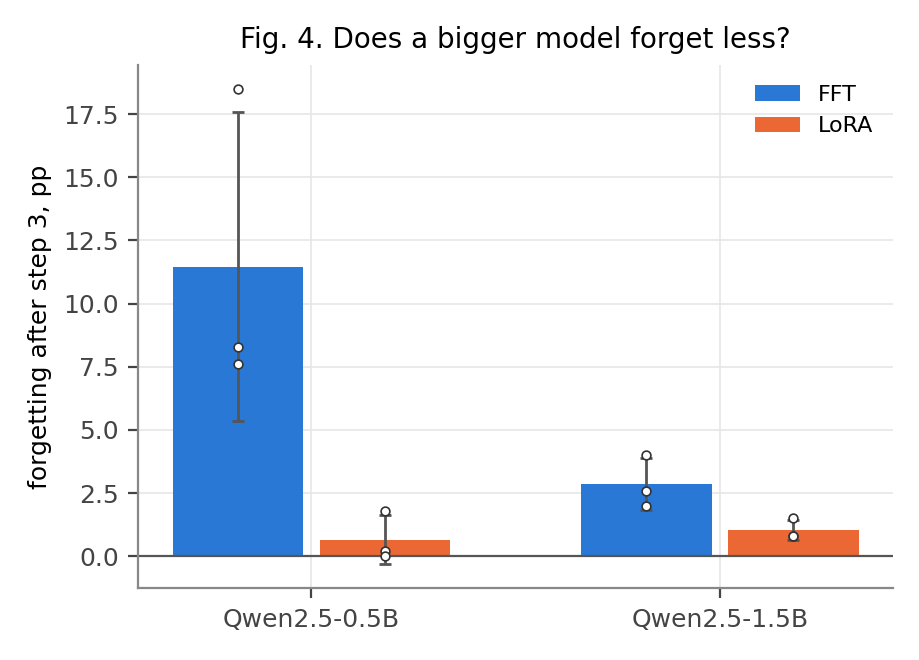 Fig. 4. Does a bigger model forget less?
FFT
LoRA
forgetting after step 3, pp
17.5
15.0
12.5
10.0
7.5
5.0
2.5
0.0
Qwen2.5-0.5B
Qwen2.5-1.5B